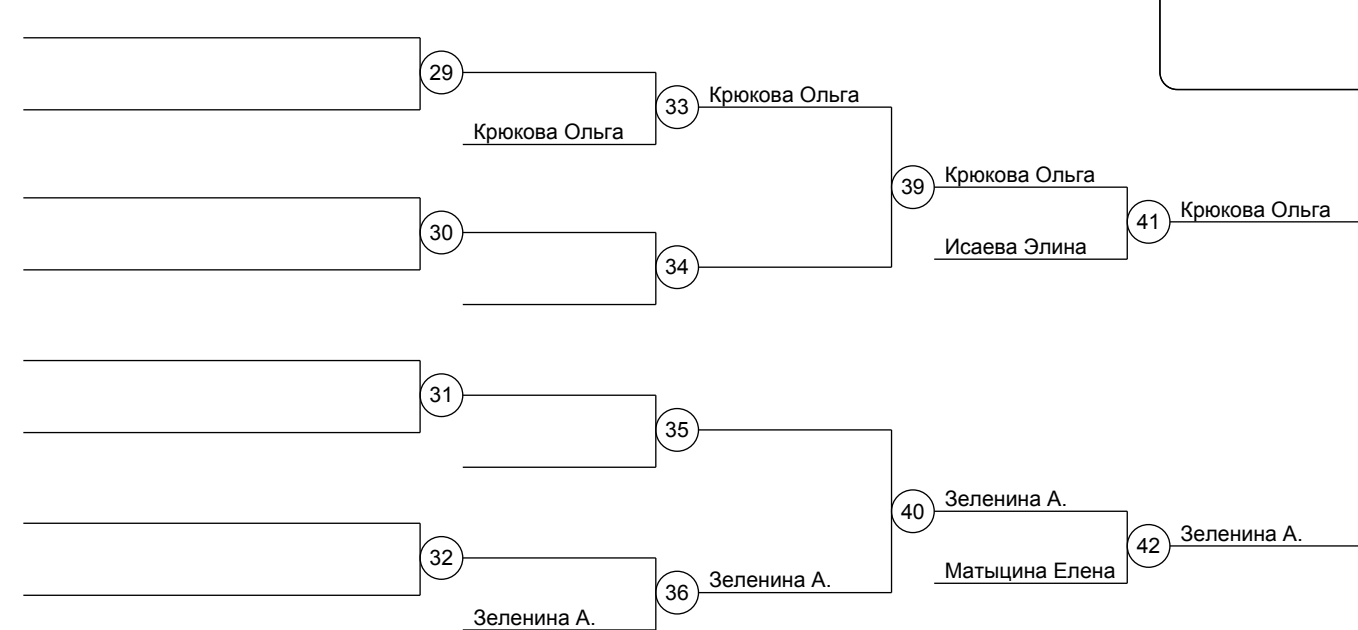 29
33
Крюкова Ольга
Крюкова Ольга
39
Крюкова Ольга
30
41
Крюкова Ольга
Исаева Элина
34
31
35
40
Зеленина А.
42
Зеленина А.
32
Матыцина Елена
36
Зеленина А.
Зеленина А.